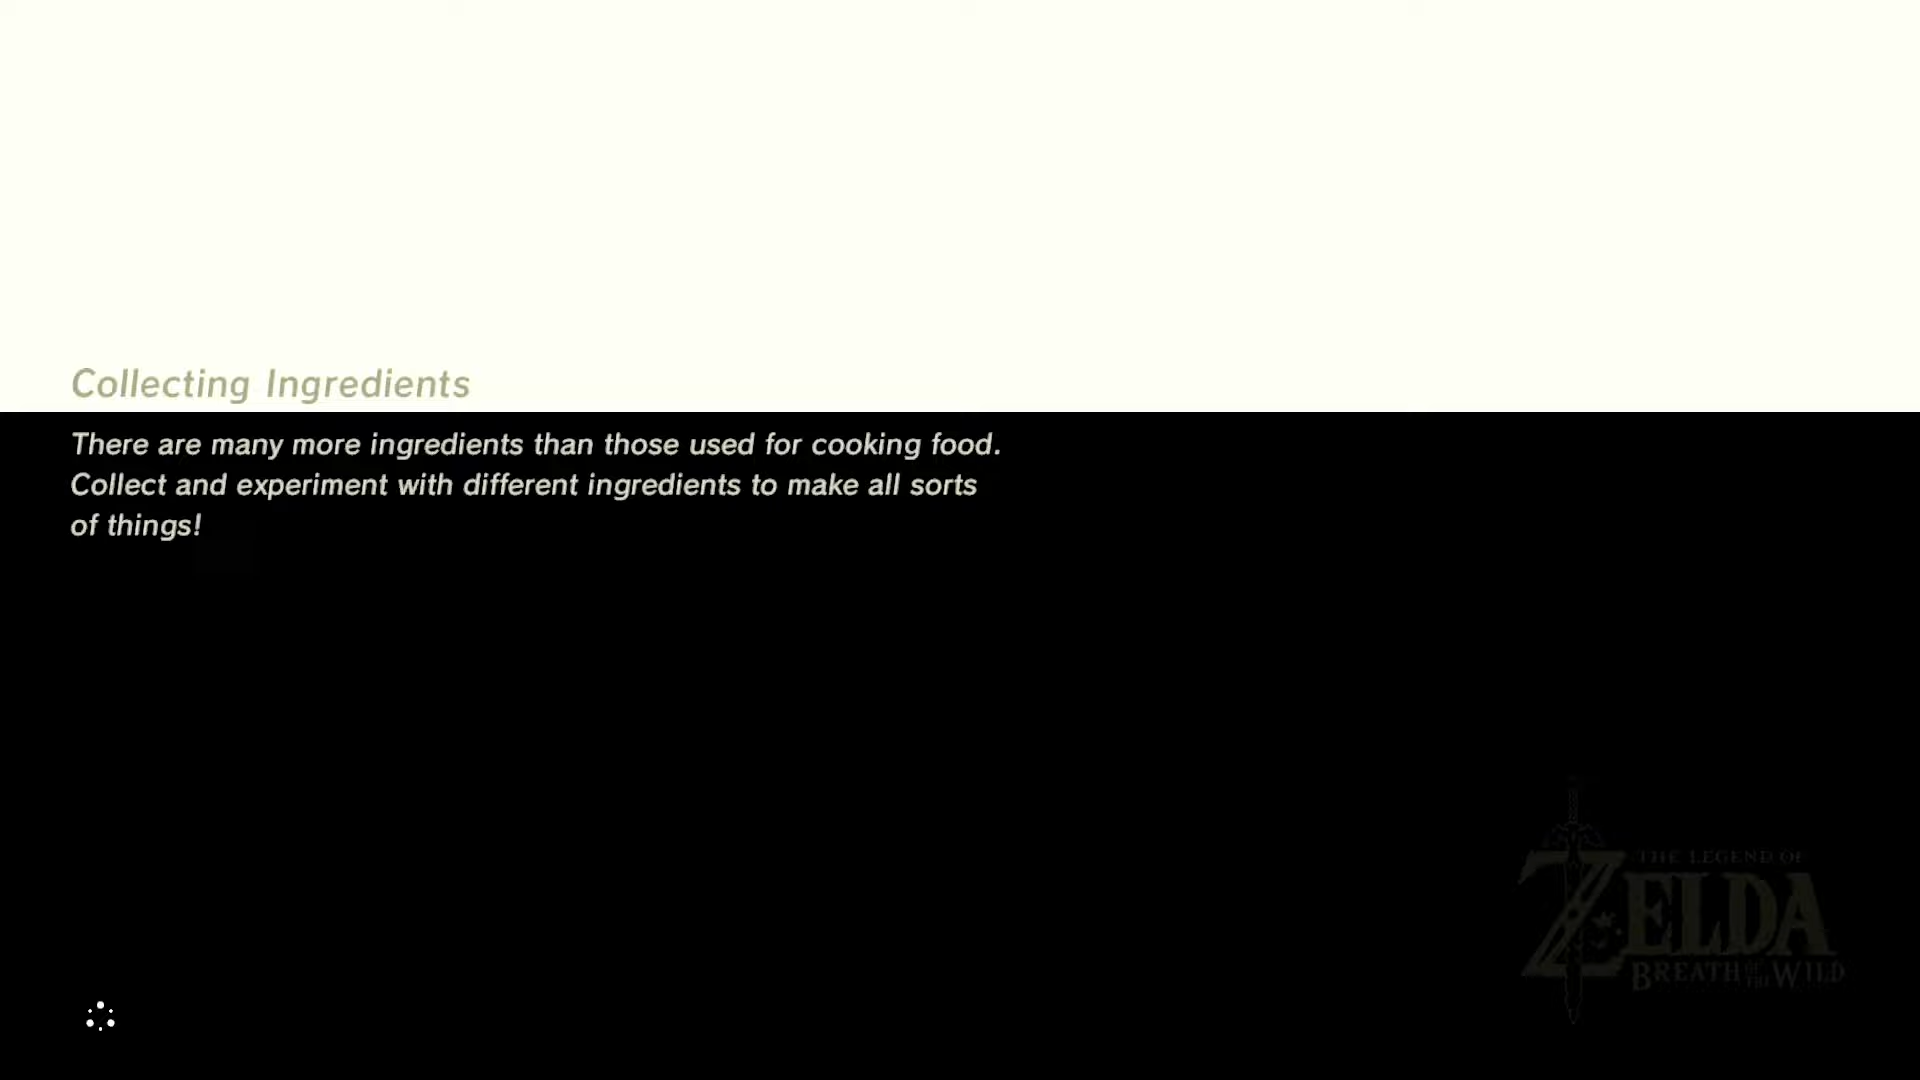 Collecting Ingredients
There are many more ingredients than those used for cooking food.
Collect and experiment with different ingredients to make all sorts
of things!
THE LEGEND OF
ZELDA
BREATH OF THE WILD